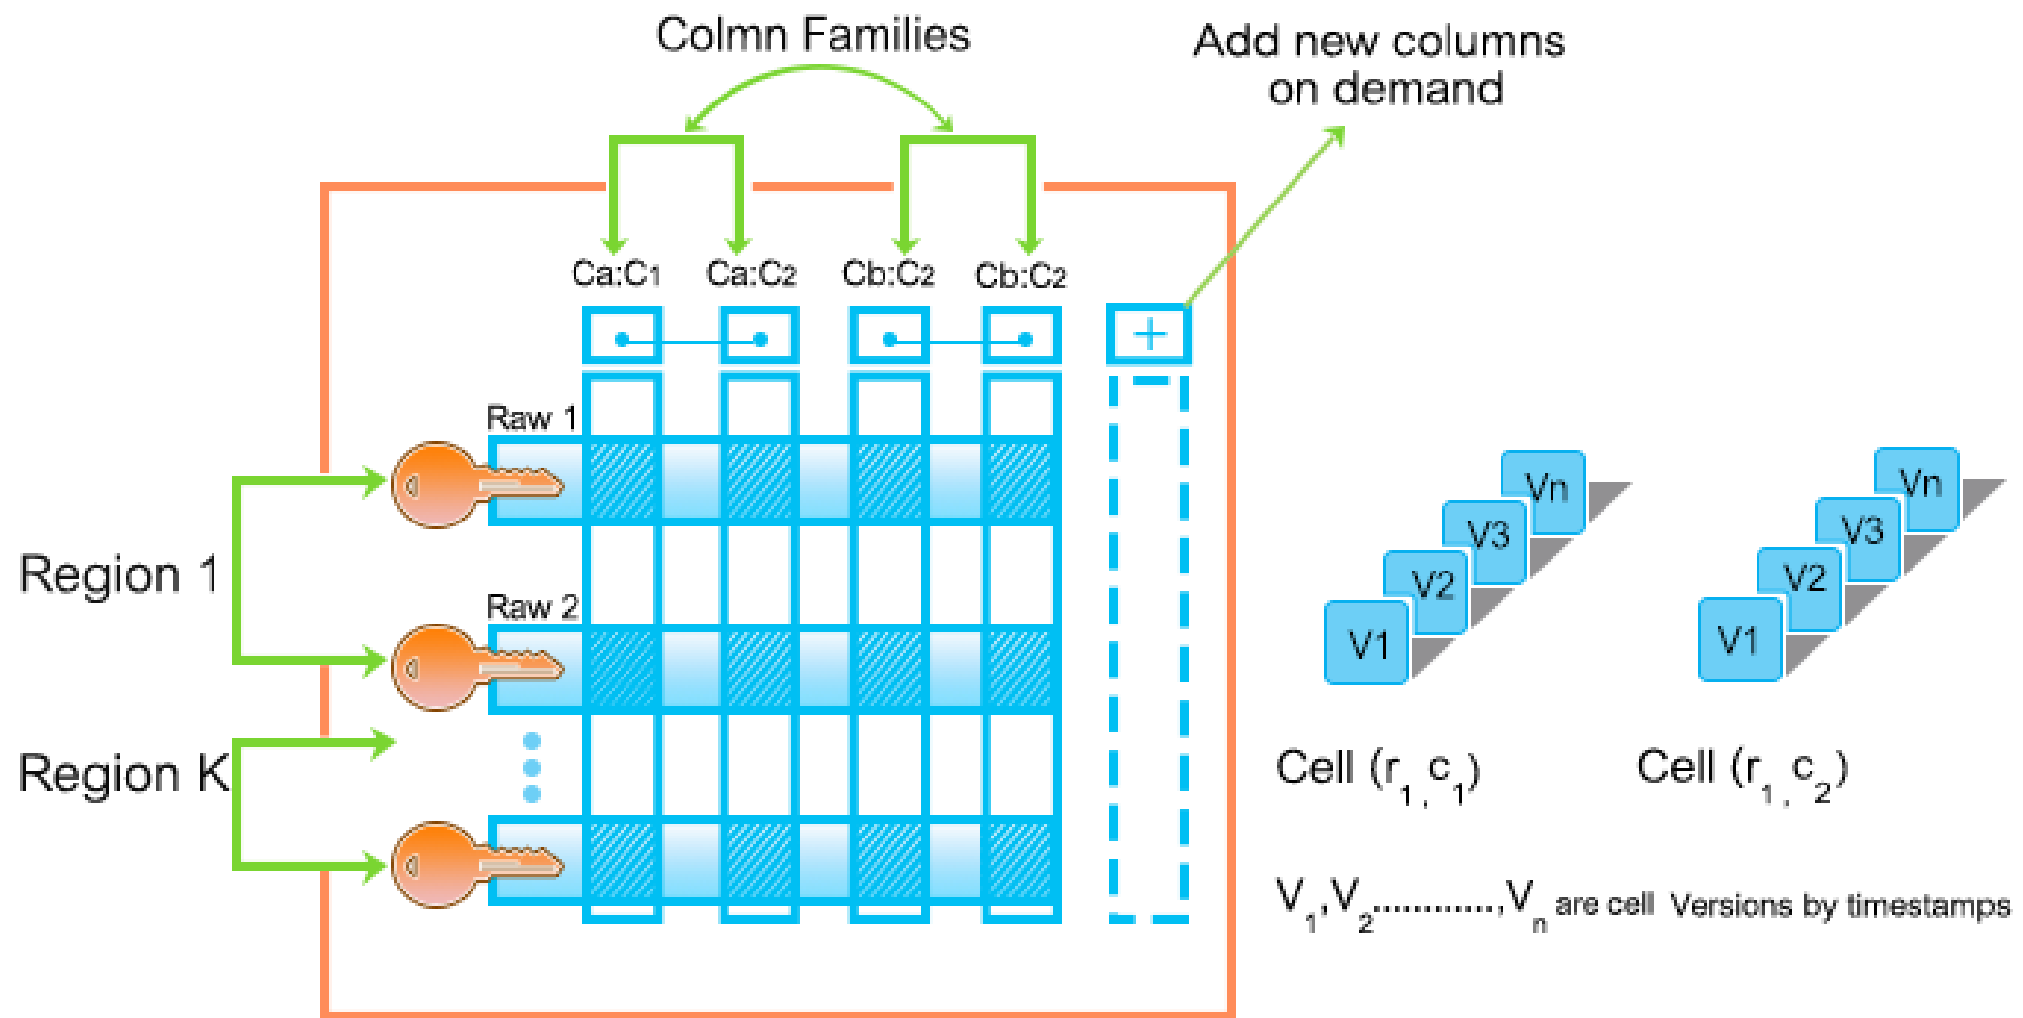 Colmn Families
Add new columns
on demand
Ca:C1
Ca:C2
Cb:C2
Cb:C2
+
Raw 1
Region 1
Raw 2
Region K
Vn
V3
V2
V1
Vn
V3
V2
V1
Cell (r1, c1)
Cell (r1, c2)
V1,V2............,Vn are cell Versions by timestamps